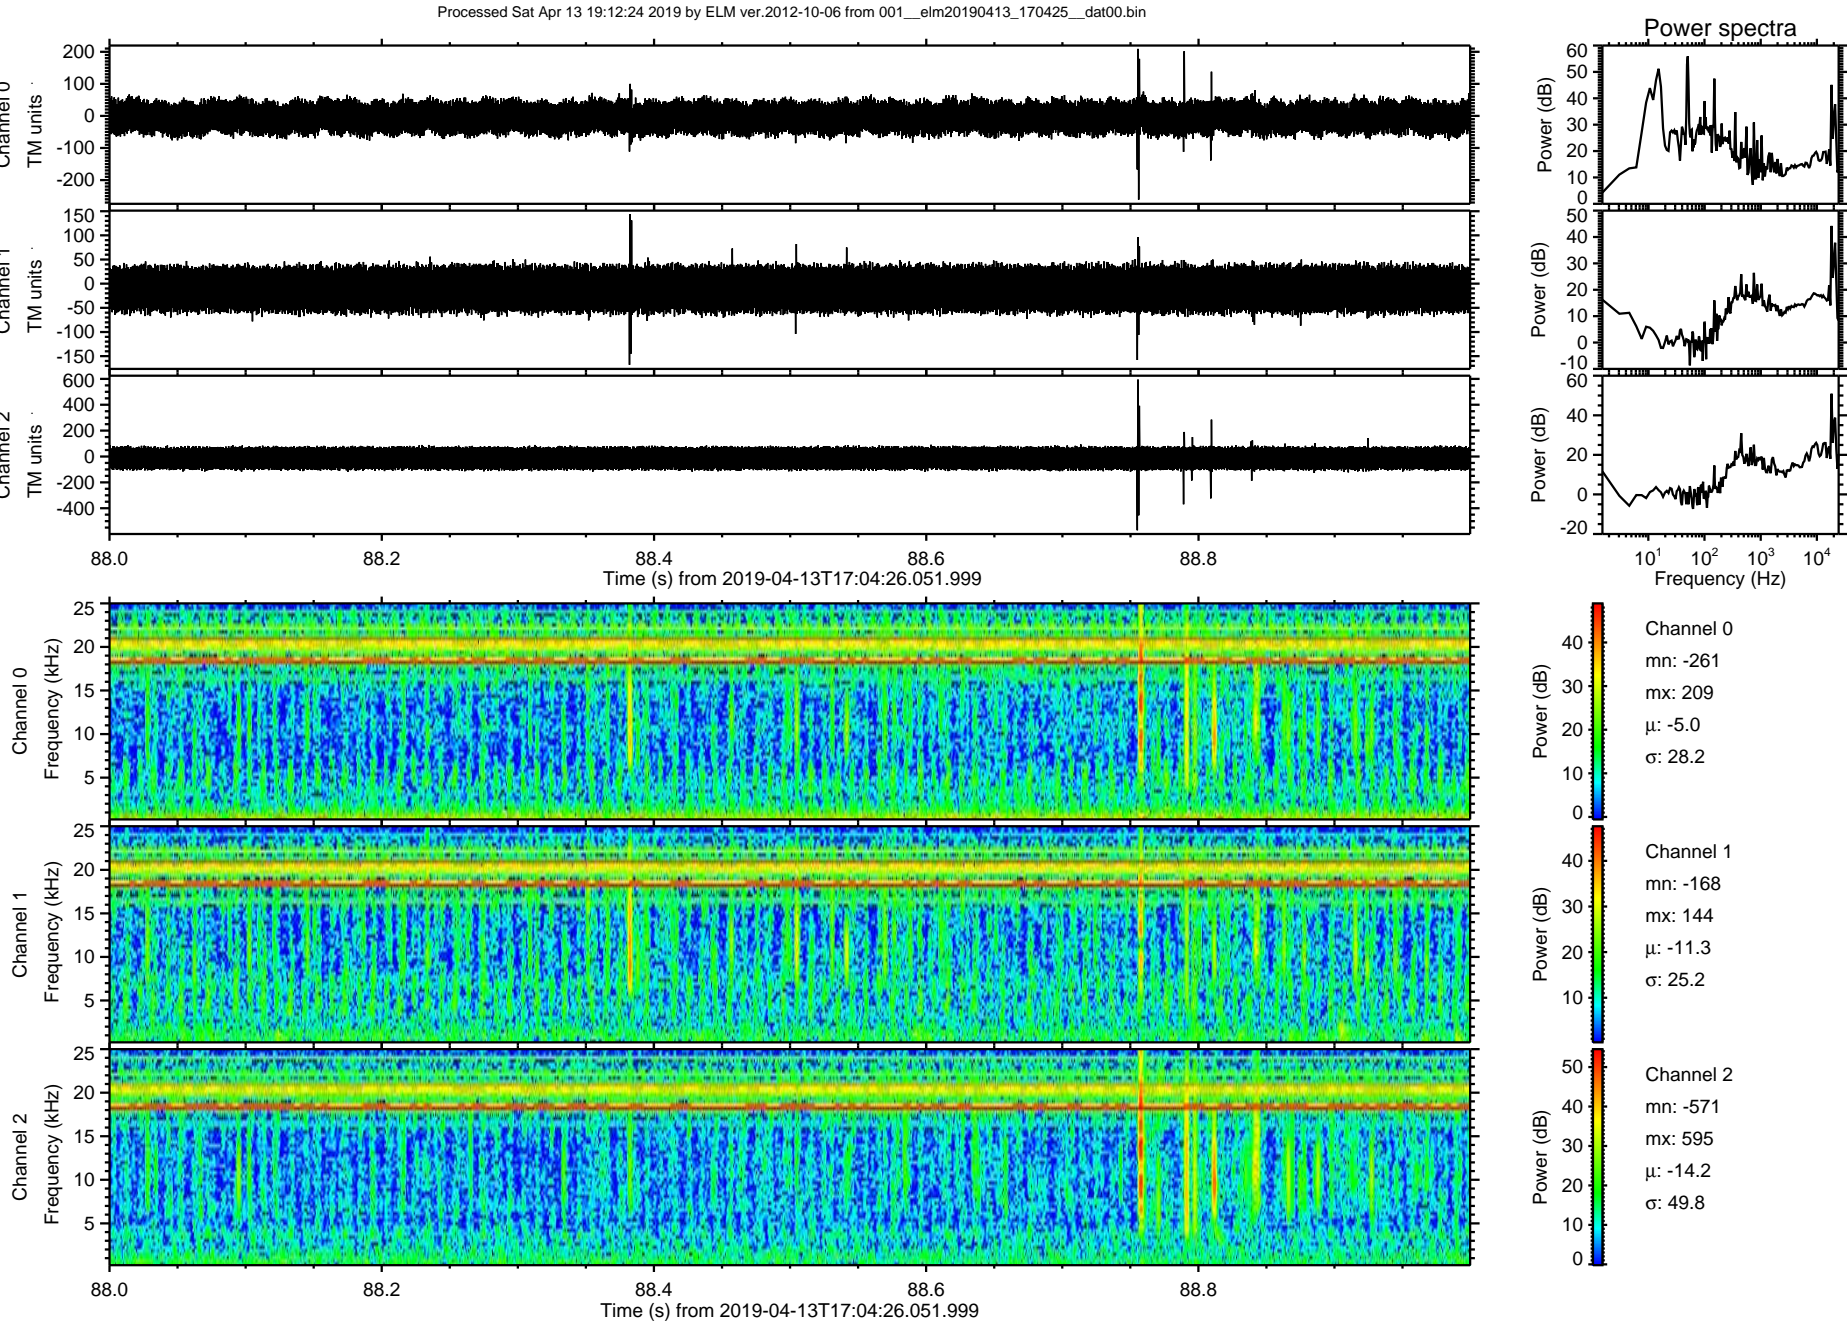 Processed Sat Apr 13 19:12:24 2019 by ELM ver.2012-10-06 from 001__elm20190413_170425__dat00.bin
Power spectra
Channel 0
TM units
200
100
0
-100
-200
Power (dB)
60
50
40
30
20
10
0
Channel 1
TM units
150
100
50
0
-50
-100
-150
Power (dB)
50
40
30
20
10
0
-10
Channel 2
TM units
600
400
200
0
-200
-400
Power (dB)
60
40
20
0
-20
88.0 88.2 88.4 88.6 88.8
Time (s) from 2019-04-13T17:04:26.051.999
10¹ 10² 10³ 10⁴
Frequency (Hz)
Channel 0
Frequency (kHz)
25
20
15
10
5
Power (dB)
40
30
20
10
0
Channel 0
mn: -261
mx: 209
μ: -5.0
σ: 28.2
Channel 1
Frequency (kHz)
25
20
15
10
5
Power (dB)
40
30
20
10
Channel 1
mn: -168
mx: 144
μ: -11.3
σ: 25.2
Channel 2
Frequency (kHz)
25
20
15
10
5
Power (dB)
50
40
30
20
10
0
Channel 2
mn: -571
mx: 595
μ: -14.2
σ: 49.8
88.0 88.2 88.4 88.6 88.8
Time (s) from 2019-04-13T17:04:26.051.999